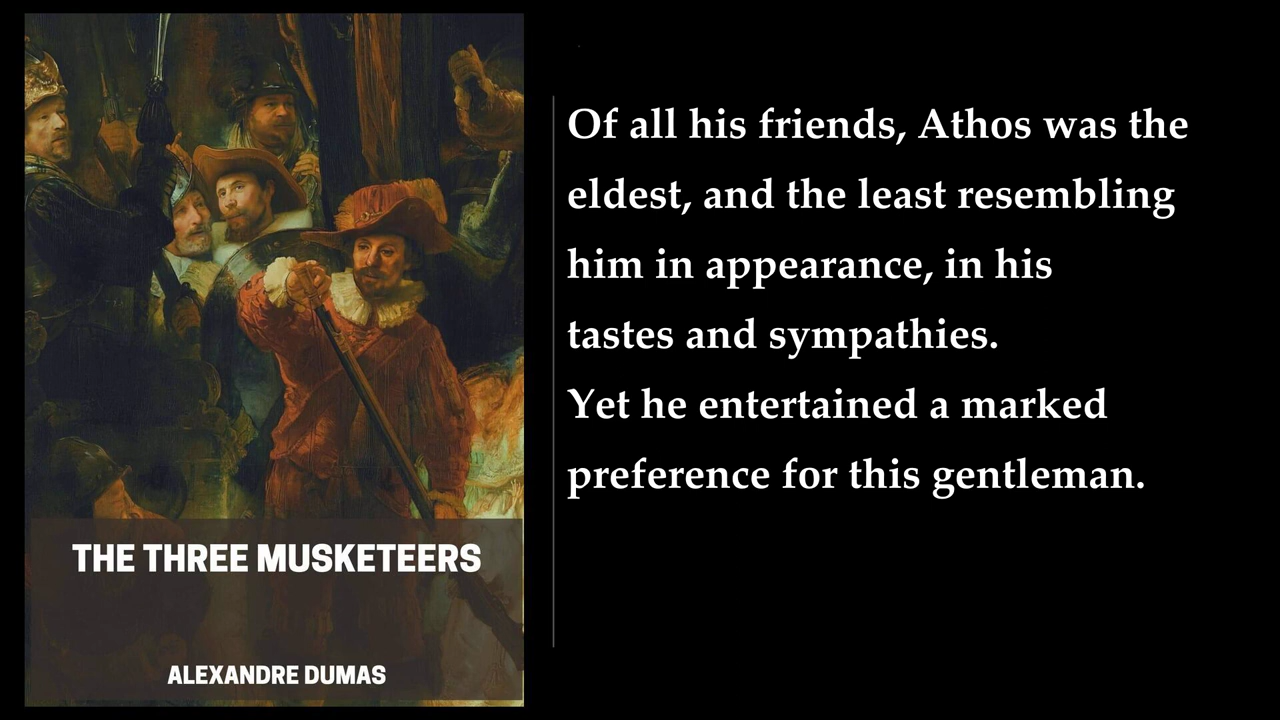 THE THREE MUSKETEERS
ALEXANDRE DUMAS
Of all his friends, Athos was the
eldest, and the least resembling
him in appearance, in his
tastes and sympathies.
Yet he entertained a marked
preference for this gentleman.